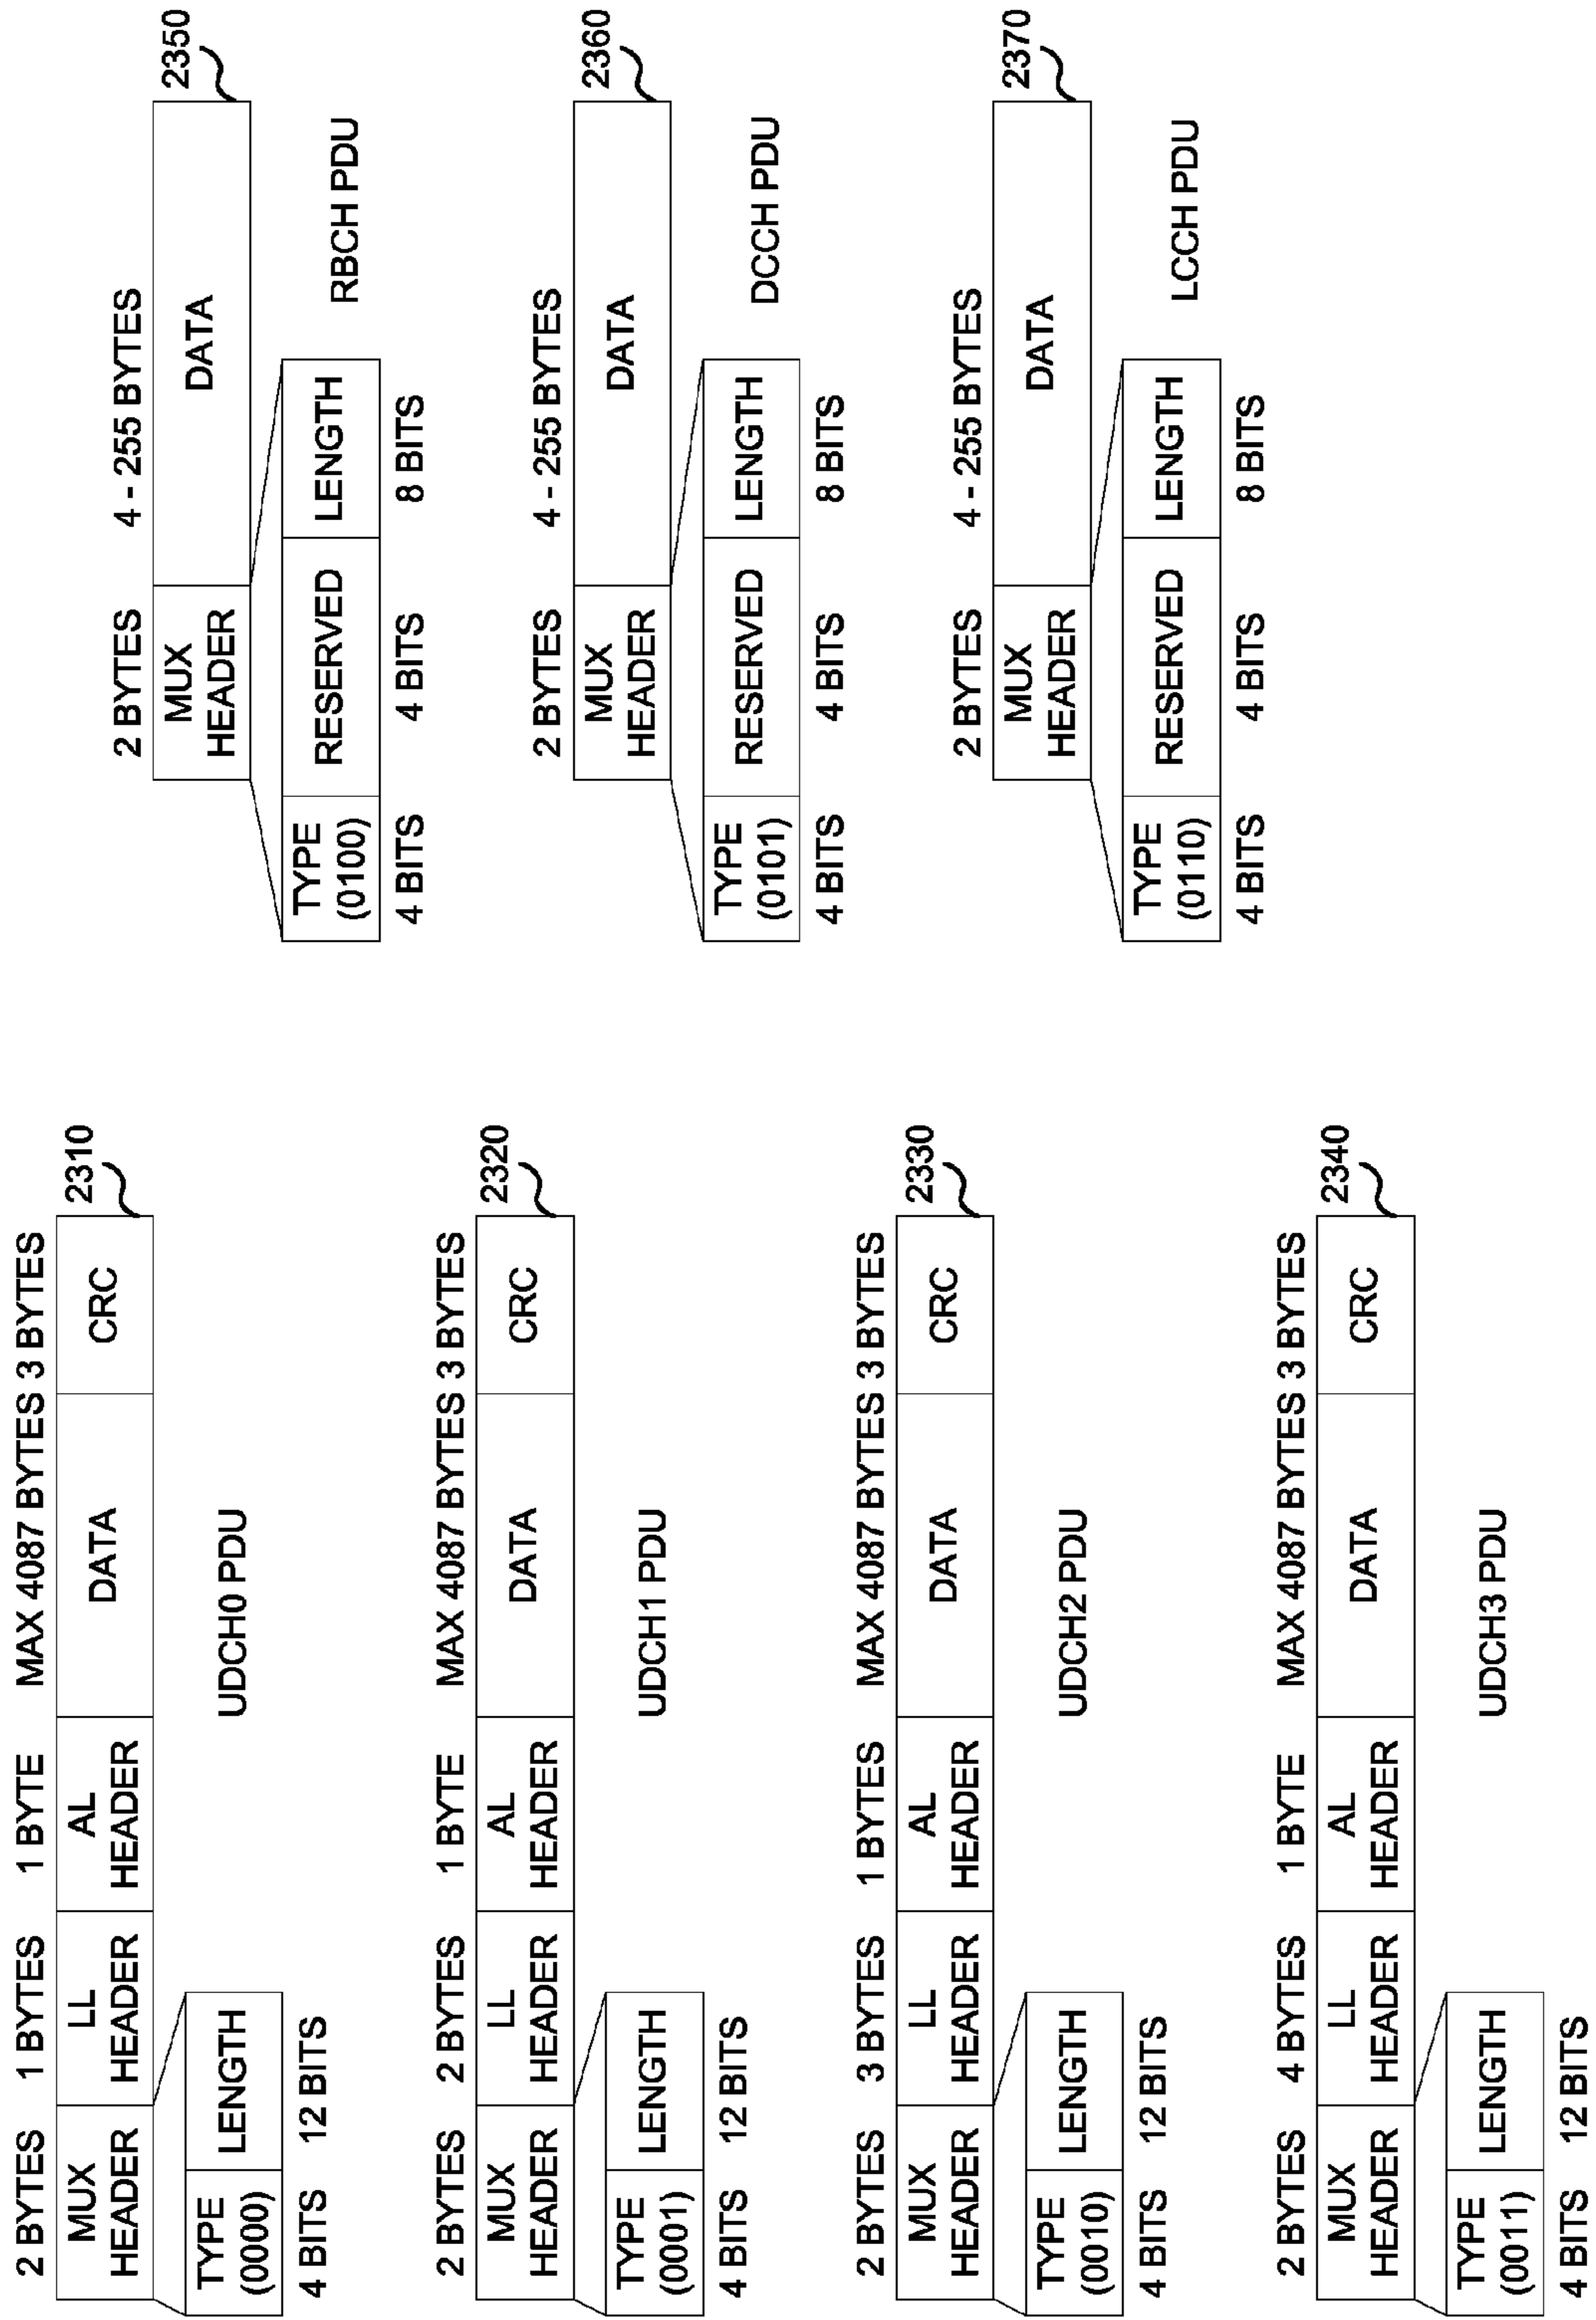 2 BYTES 1 BYTES 1 BYTE MAX 4087 BYTES 3 BYTES
2310
MUX HEADER
LL HEADER
AL HEADER
DATA
CRC
TYPE (0000)
LENGTH
4 BITS 12 BITS
UDCH0 PDU
2 BYTES 2 BYTES 1 BYTE MAX 4087 BYTES 3 BYTES
2320
MUX HEADER
LL HEADER
AL HEADER
DATA
CRC
TYPE (0001)
LENGTH
4 BITS 12 BITS
UDCH1 PDU
2 BYTES 3 BYTES 1 BYTES MAX 4087 BYTES 3 BYTES
2330
MUX HEADER
LL HEADER
AL HEADER
DATA
CRC
TYPE (0010)
LENGTH
4 BITS 12 BITS
UDCH2 PDU
2 BYTES 4 BYTES 1 BYTE MAX 4087 BYTES 3 BYTES
2340
MUX HEADER
LL HEADER
AL HEADER
DATA
CRC
TYPE (0011)
LENGTH
4 BITS 12 BITS
UDCH3 PDU
2 BYTES 4 - 255 BYTES
2350
MUX HEADER
DATA
TYPE (0100)
RESERVED
LENGTH
4 BITS 4 BITS 8 BITS
RBCH PDU
2 BYTES 4 - 255 BYTES
2360
MUX HEADER
DATA
TYPE (0101)
RESERVED
LENGTH
4 BITS 4 BITS 8 BITS
DCCH PDU
2 BYTES 4 - 255 BYTES
2370
MUX HEADER
DATA
TYPE (0110)
RESERVED
LENGTH
4 BITS 4 BITS 8 BITS
LCCH PDU